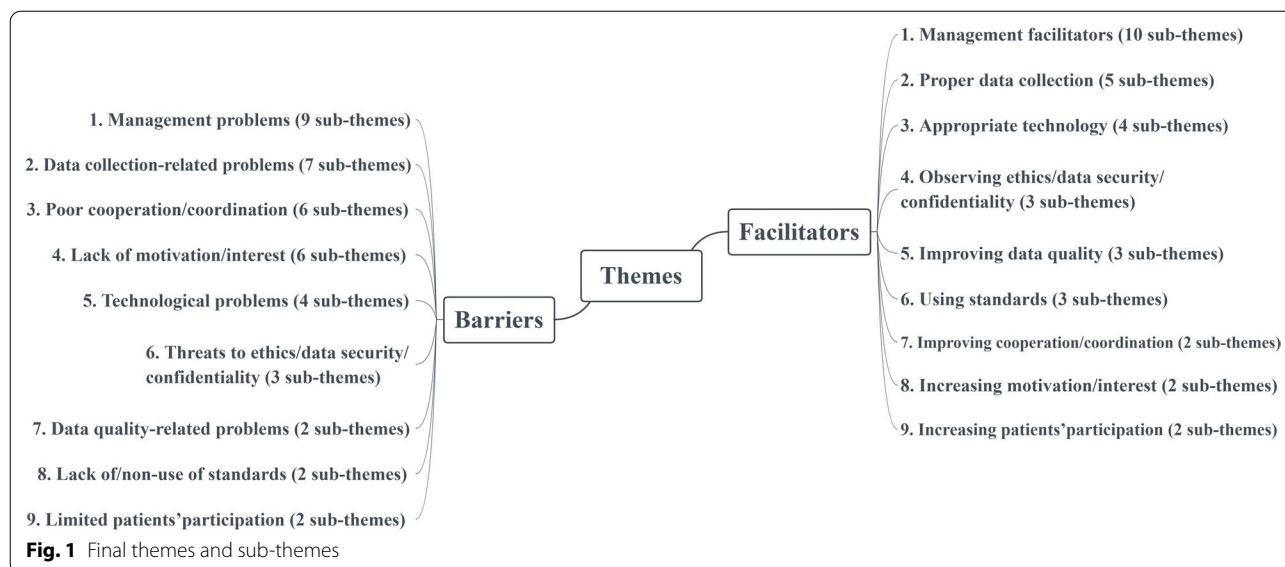 1. Management problems (9 sub-themes)
2. Data collection-related problems (7 sub-themes)
3. Poor cooperation/coordination (6 sub-themes)
4. Lack of motivation/interest (6 sub-themes)
5. Technological problems (4 sub-themes)
6. Threats to ethics/data security/
confidentiality (3 sub-themes)
7. Data quality-related problems (2 sub-themes)
8. Lack of/non-use of standards (2 sub-themes)
9. Limited patients'participation (2 sub-themes)
Barriers
Themes
Facilitators
1. Management facilitators (10 sub-themes)
2. Proper data collection (5 sub-themes)
3. Appropriate technology (4 sub-themes)
4. Observing ethics/data security/
confidentiality (3 sub-themes)
5. Improving data quality (3 sub-themes)
6. Using standards (3 sub-themes)
7. Improving cooperation/coordination (2 sub-themes)
8. Increasing motivation/interest (2 sub-themes)
9. Increasing patients'participation (2 sub-themes)
Fig. 1 Final themes and sub-themes